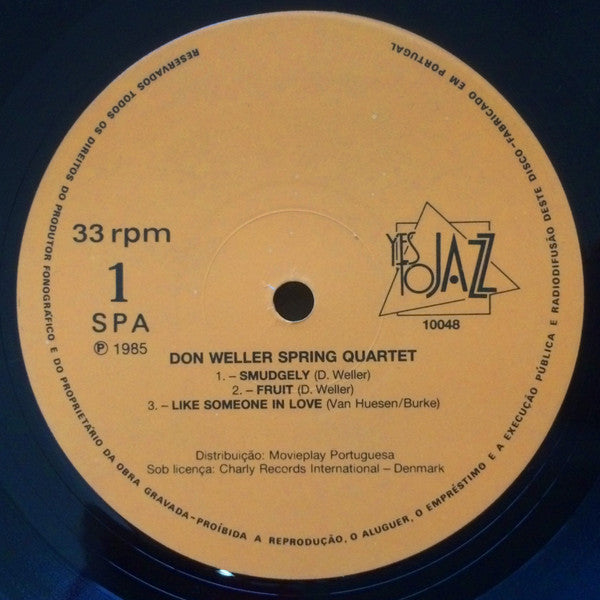 RESERVADOS TODOS OS DIREITOS DO PRODUTOR FONOGRÁFICO E DO PROPRIETÁRIO DA OBRA GRAVADA–PROÍBIDA A REPRODUÇÃO, O ALUGUER, O EMPRÉSTIMO E A EXECUÇÃO PÚBLICA E RADIODIFUSÃO DESTE DISCO–FABRICADO EM PORTUGAL
33 rpm
1
SPA
℗ 1985
YES
TO JAZZ
10048
DON WELLER SPRING QUARTET
1. – SMUDGELY (D. Weller)
2. – FRUIT (D. Weller)
3. – LIKE SOMEONE IN LOVE (Van Huesen/Burke)
Distribuição: Movieplay Portuguesa
Sob licença: Charly Records International – Denmark